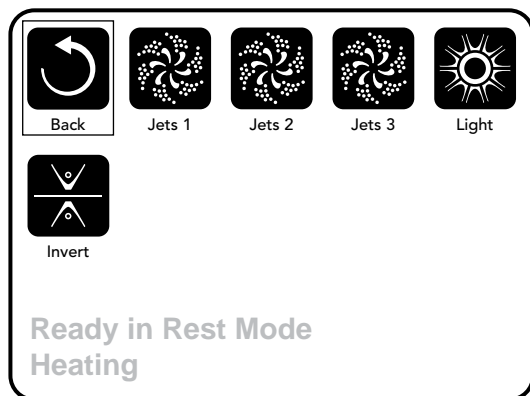 Back Jets 1 Jets 2 Jets 3 Light
Invert
Ready in Rest Mode
Heating